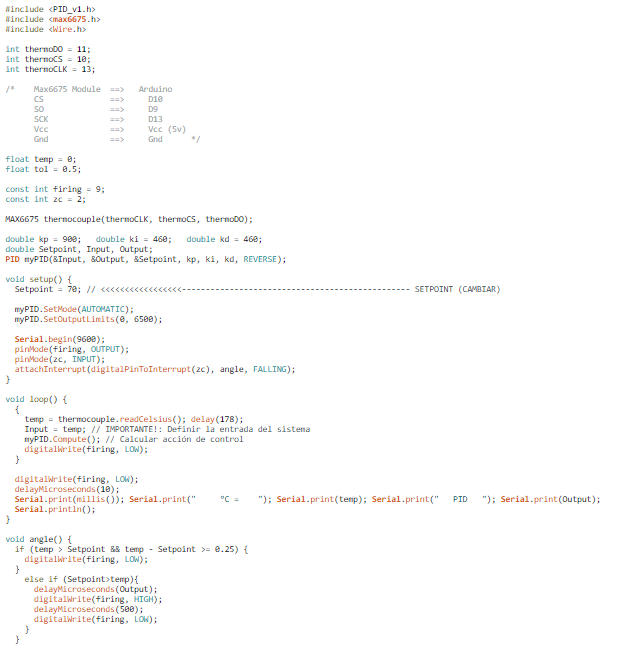 #include <PID_v1.h>
#include <max6675.h>
#include <Wire.h>

int thermoDO = 11;
int thermoCS = 10;
int thermoCLK = 13;

/*    Max6675 Module  ==>   Arduino
      CS              ==>     D10
      SO              ==>     D9
      SCK             ==>     D13
      Vcc             ==>     Vcc (5v)
      Gnd             ==>     Gnd      */

float temp = 0;
float tol = 0.5;

const int firing = 9;
const int zc = 2;

MAX6675 thermocouple(thermoCLK, thermoCS, thermoDO);

double kp = 900;   double ki = 460;   double kd = 460;
double Setpoint, Input, Output;
PID myPID(&Input, &Output, &Setpoint, kp, ki, kd, REVERSE);

void setup() {
  Setpoint = 70; // <<<<<<<<<<<<<<<<<------------------------------------------------ SETPOINT (CAMBIAR)

  myPID.SetMode(AUTOMATIC);
  myPID.SetOutputLimits(0, 6500);

  Serial.begin(9600);
  pinMode(firing, OUTPUT);
  pinMode(zc, INPUT);
  attachInterrupt(digitalPinToInterrupt(zc), angle, FALLING);
}

void loop() {
  {
    temp = thermocouple.readCelsius(); delay(178);
    Input = temp; // IMPORTANTE!: Definir la entrada del sistema
    myPID.Compute(); // Calcular acción de control
    digitalWrite(firing, LOW);
  }

  digitalWrite(firing, LOW);
  delayMicroseconds(10);
  Serial.print(millis()); Serial.print("     °C =    "); Serial.print(temp); Serial.print("   PID   "); Serial.print(Output);
  Serial.println();
}

void angle() {
  if (temp > Setpoint && temp - Setpoint >= 0.25) {
    digitalWrite(firing, LOW);
  }
    else if (Setpoint>temp){
      delayMicroseconds(Output);
      digitalWrite(firing, HIGH);
      delayMicroseconds(500);
      digitalWrite(firing, LOW);
    }
  }